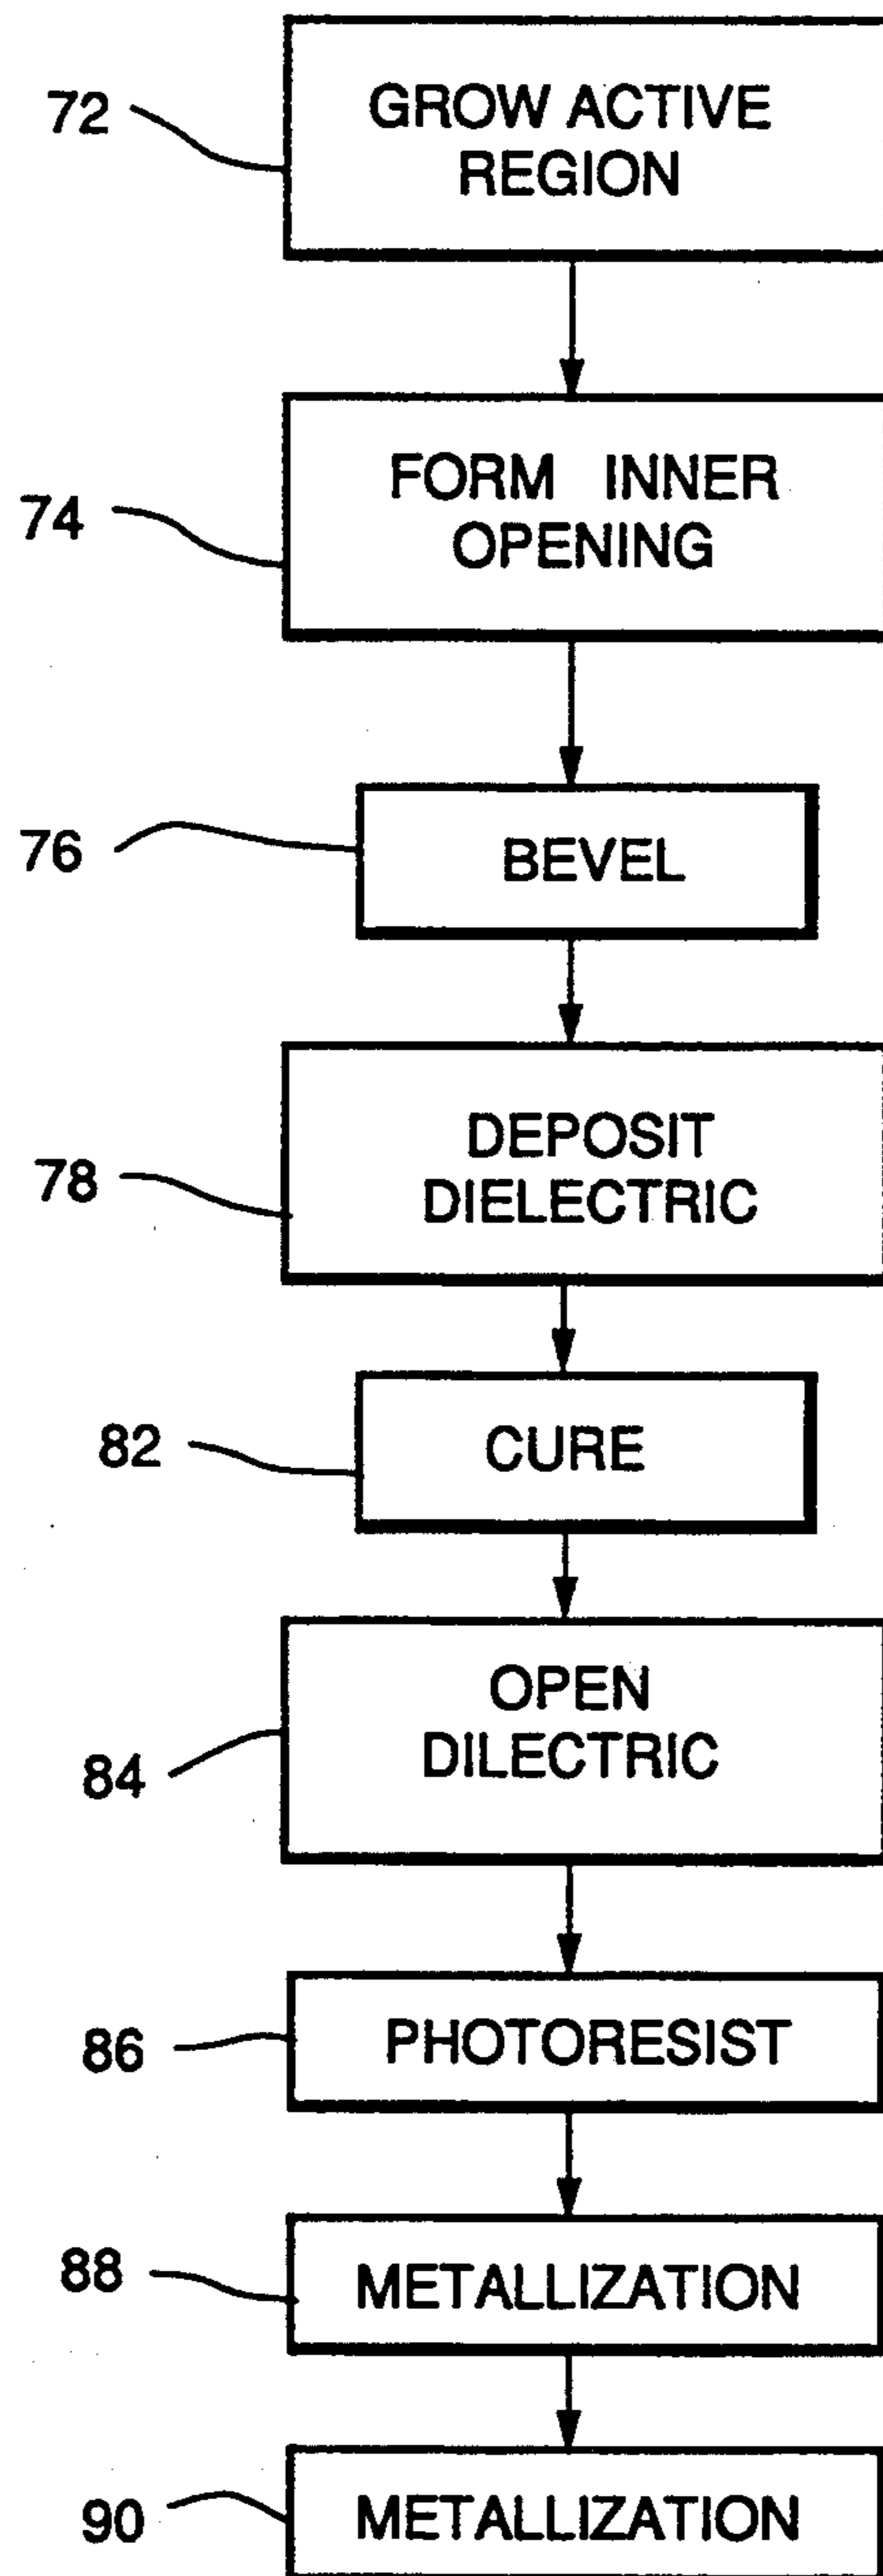 72
GROW ACTIVE
REGION
74
FORM INNER
OPENING
76
BEVEL
78
DEPOSIT
DIELECTRIC
82
CURE
84
OPEN
DILECTRIC
86
PHOTORESIST
88
METALLIZATION
90
METALLIZATION